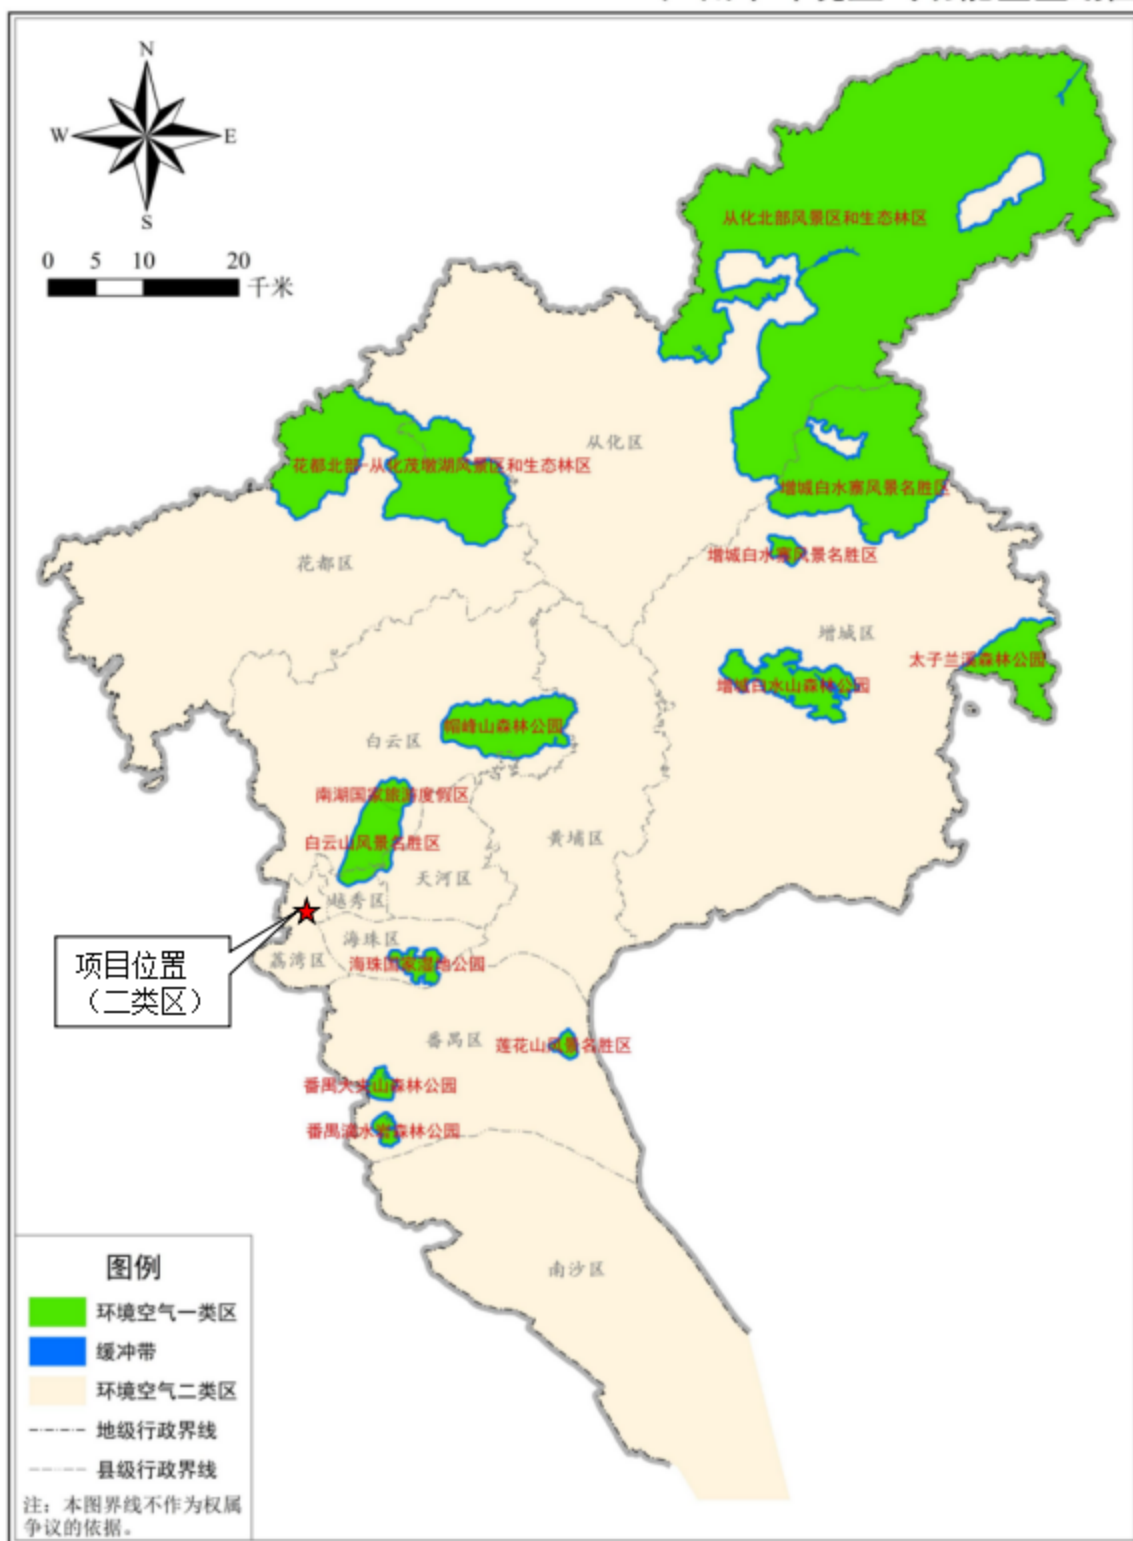 N
W
E
S
0 5 10 20
千米
从化北部风景区和生态林区
从化区
花都北部-从化茂墩湖风景区和生态林区
增城白水寨风景名胜区
增城白水寨风景名胜区
花都区
增城区
太子兰溪森林公园
增城白水山森林公园
帽峰山森林公园
白云区
南湖国家旅游度假区
黄埔区
白云山风景名胜区
天河区
越秀区
海珠区
荔湾区
海珠国家湿地公园
项目位置
（二类区）
番禺区
莲花山风景名胜区
番禺大夫山森林公园
番禺滴水岩森林公园
南沙区
图例
环境空气一类区
缓冲带
环境空气二类区
地级行政界线
县级行政界线
注：本图界线不作为权属
争议的依据。